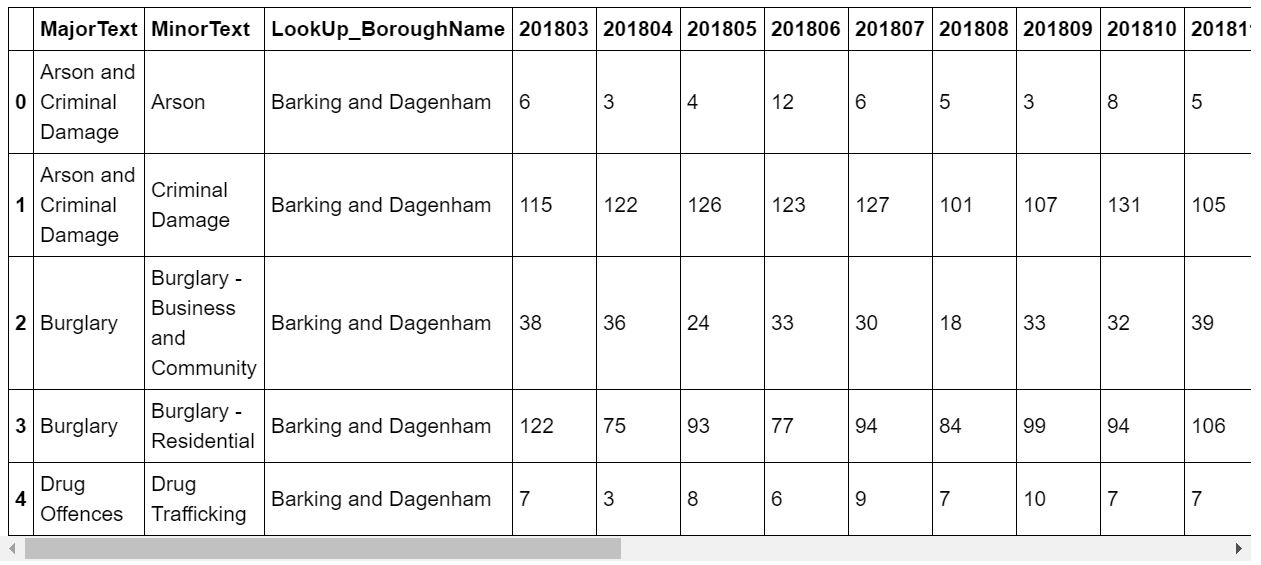 MajorText MinorText LookUp_BoroughName 201803 201804 201805 201806 201807 201808 201809 201810 201811
0 Arson and Criminal Damage Arson Barking and Dagenham 6 3 4 12 6 5 3 8 5
1 Arson and Criminal Damage Criminal Damage Barking and Dagenham 115 122 126 123 127 101 107 131 105
2 Burglary Burglary - Business and Community Barking and Dagenham 38 36 24 33 30 18 33 32 39
3 Burglary Burglary - Residential Barking and Dagenham 122 75 93 77 94 84 99 94 106
4 Drug Offences Drug Trafficking Barking and Dagenham 7 3 8 6 9 7 10 7 7